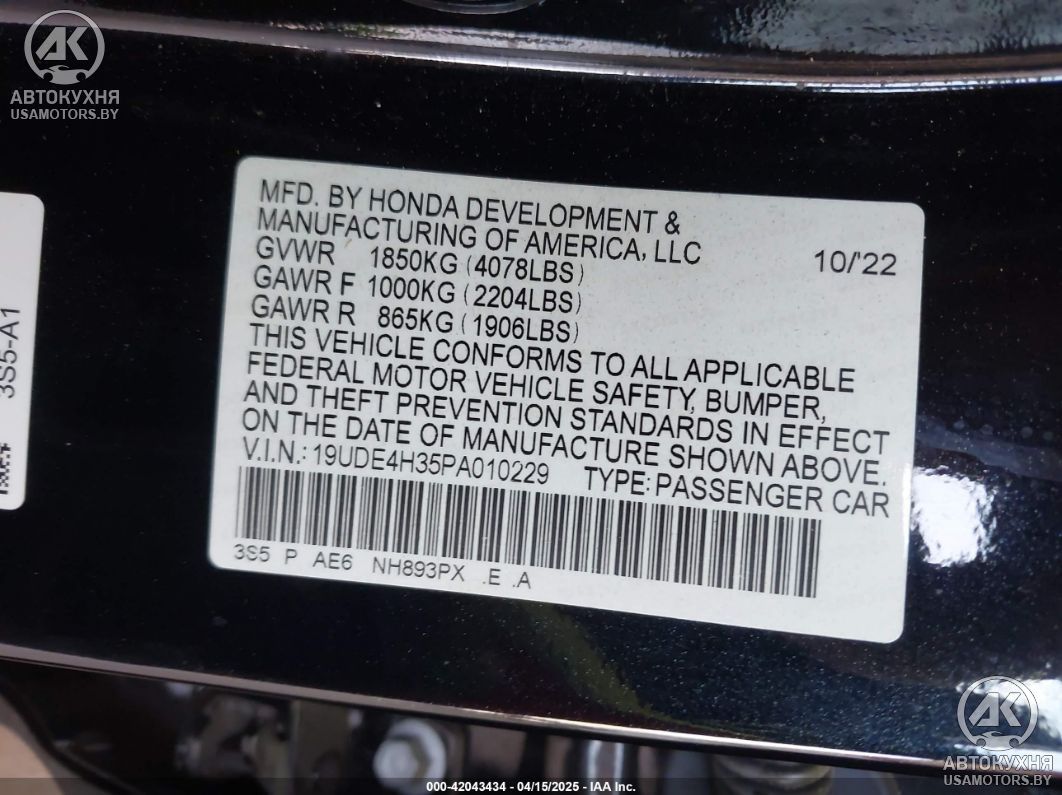 AK
АВТОКУХНЯ
USAMOTORS.BY
3S5-A1
MFD. BY HONDA DEVELOPMENT &
MANUFACTURING OF AMERICA, LLC
10/'22
GVWR 1850KG (4078LBS)
GAWR F 1000KG (2204LBS)
GAWR R 865KG (1906LBS)
THIS VEHICLE CONFORMS TO ALL APPLICABLE
FEDERAL MOTOR VEHICLE SAFETY, BUMPER,
AND THEFT PREVENTION STANDARDS IN EFFECT
ON THE DATE OF MANUFACTURE SHOWN ABOVE.
V.I.N.: 19UDE4H35PA010229 TYPE: PASSENGER CAR
3S5 P AE6 NH893PX .E .A
AK
АВТОКУХНЯ
USAMOTORS.BY
000-42043434 - 04/15/2025 - IAA Inc.